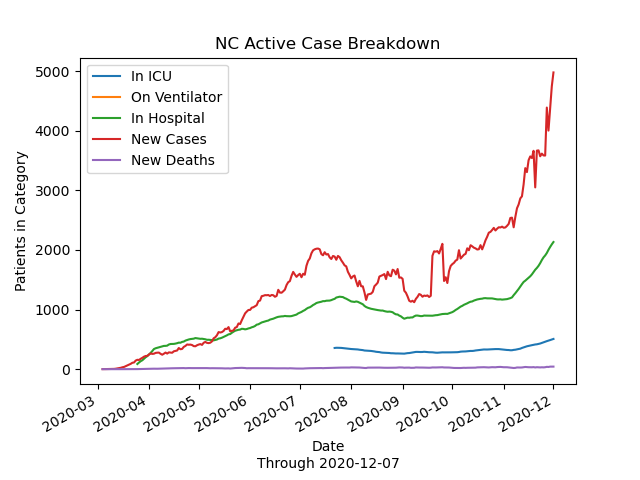 NC Active Case Breakdown
In ICU
On Ventilator
In Hospital
New Cases
New Deaths
Patients in Category
5000
4000
3000
2000
1000
0
2020-03
2020-04
2020-05
2020-06
2020-07
2020-08
2020-09
2020-10
2020-11
2020-12
Date
Through 2020-12-07